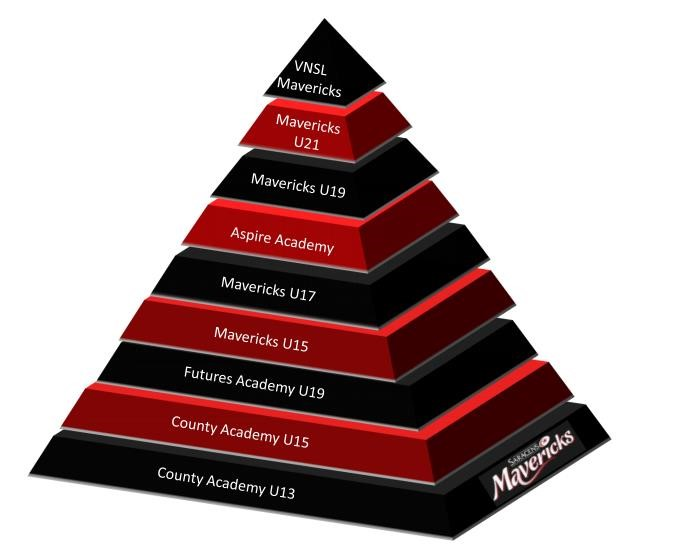 VNSL
Mavericks
Mavericks
U21
Mavericks U19
Aspire Academy
Mavericks U17
Mavericks U15
Futures Academy U19
County Academy U15
County Academy U13
SARACENS
Mavericks